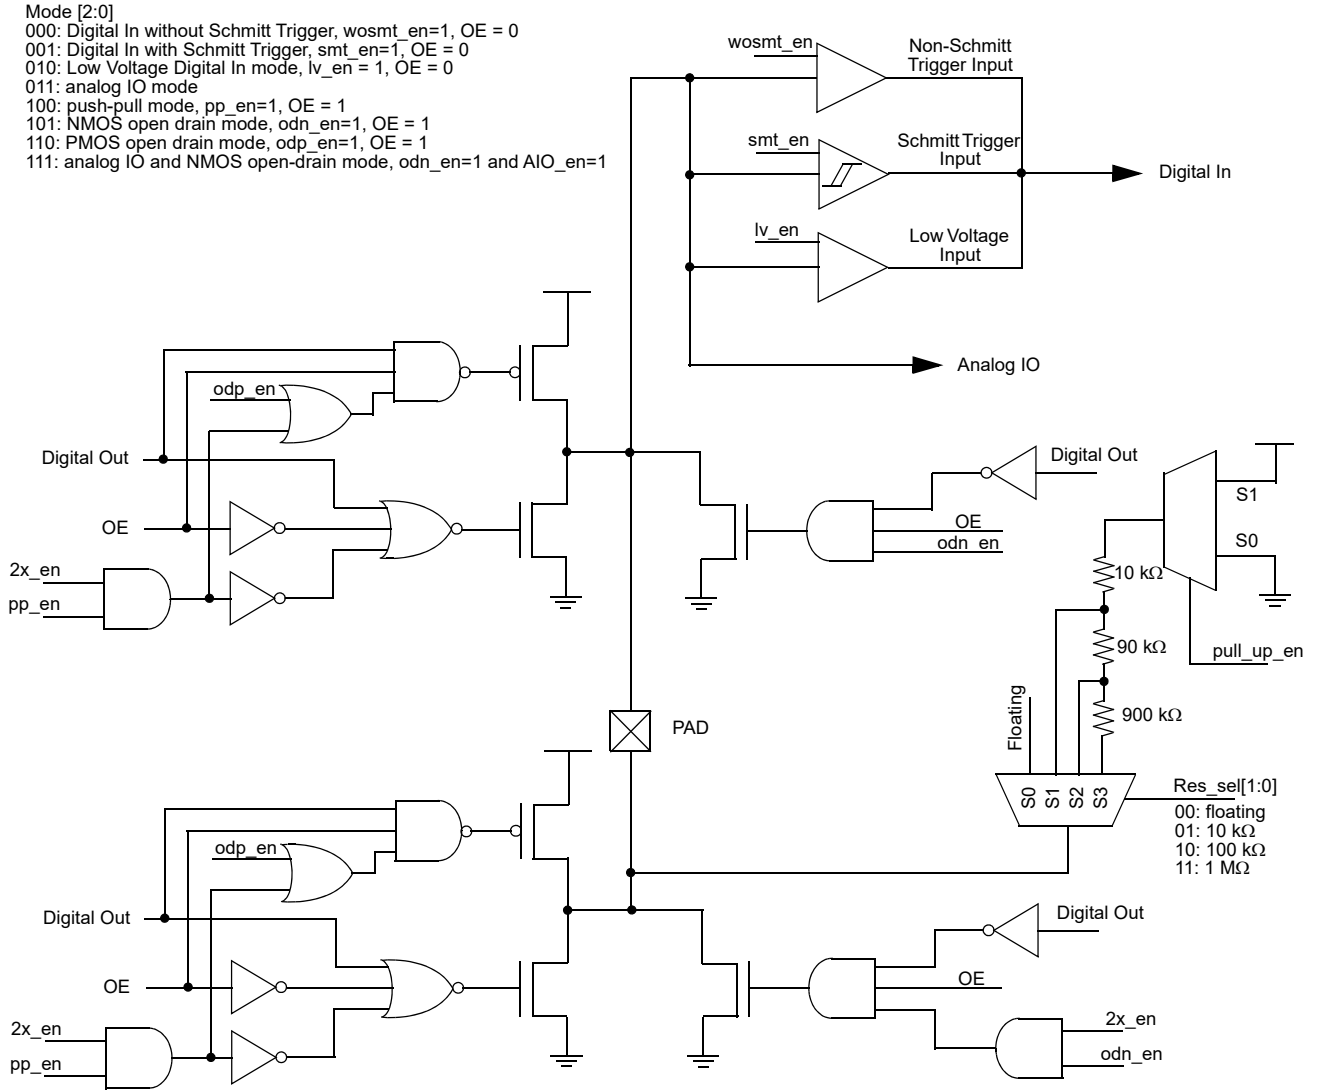 Mode [2:0]
000: Digital In without Schmitt Trigger, wosmt_en=1, OE = 0
001: Digital In with Schmitt Trigger, smt_en=1, OE = 0
010: Low Voltage Digital In mode, lv_en = 1, OE = 0
011: analog IO mode
100: push-pull mode, pp_en=1, OE = 1
101: NMOS open drain mode, odn_en=1, OE = 1
110: PMOS open drain mode, odp_en=1, OE = 1
111: analog IO and NMOS open-drain mode, odn_en=1 and AIO_en=1
wosmt_en
Non-Schmitt
Trigger Input
smt_en
Schmitt Trigger
Input
Digital In
lv_en
Low Voltage
Input
Analog IO
odp_en
Digital Out
OE
2x_en
pp_en
Digital Out
OE
odn_en
S1
S0
10 kΩ
90 kΩ
pull_up_en
900 kΩ
Floating
PAD
S0
S1
S2
S3
Res_sel[1:0]
00: floating
01: 10 kΩ
10: 100 kΩ
11: 1 MΩ
odp_en
Digital Out
OE
2x_en
pp_en
Digital Out
OE
2x_en
odn_en